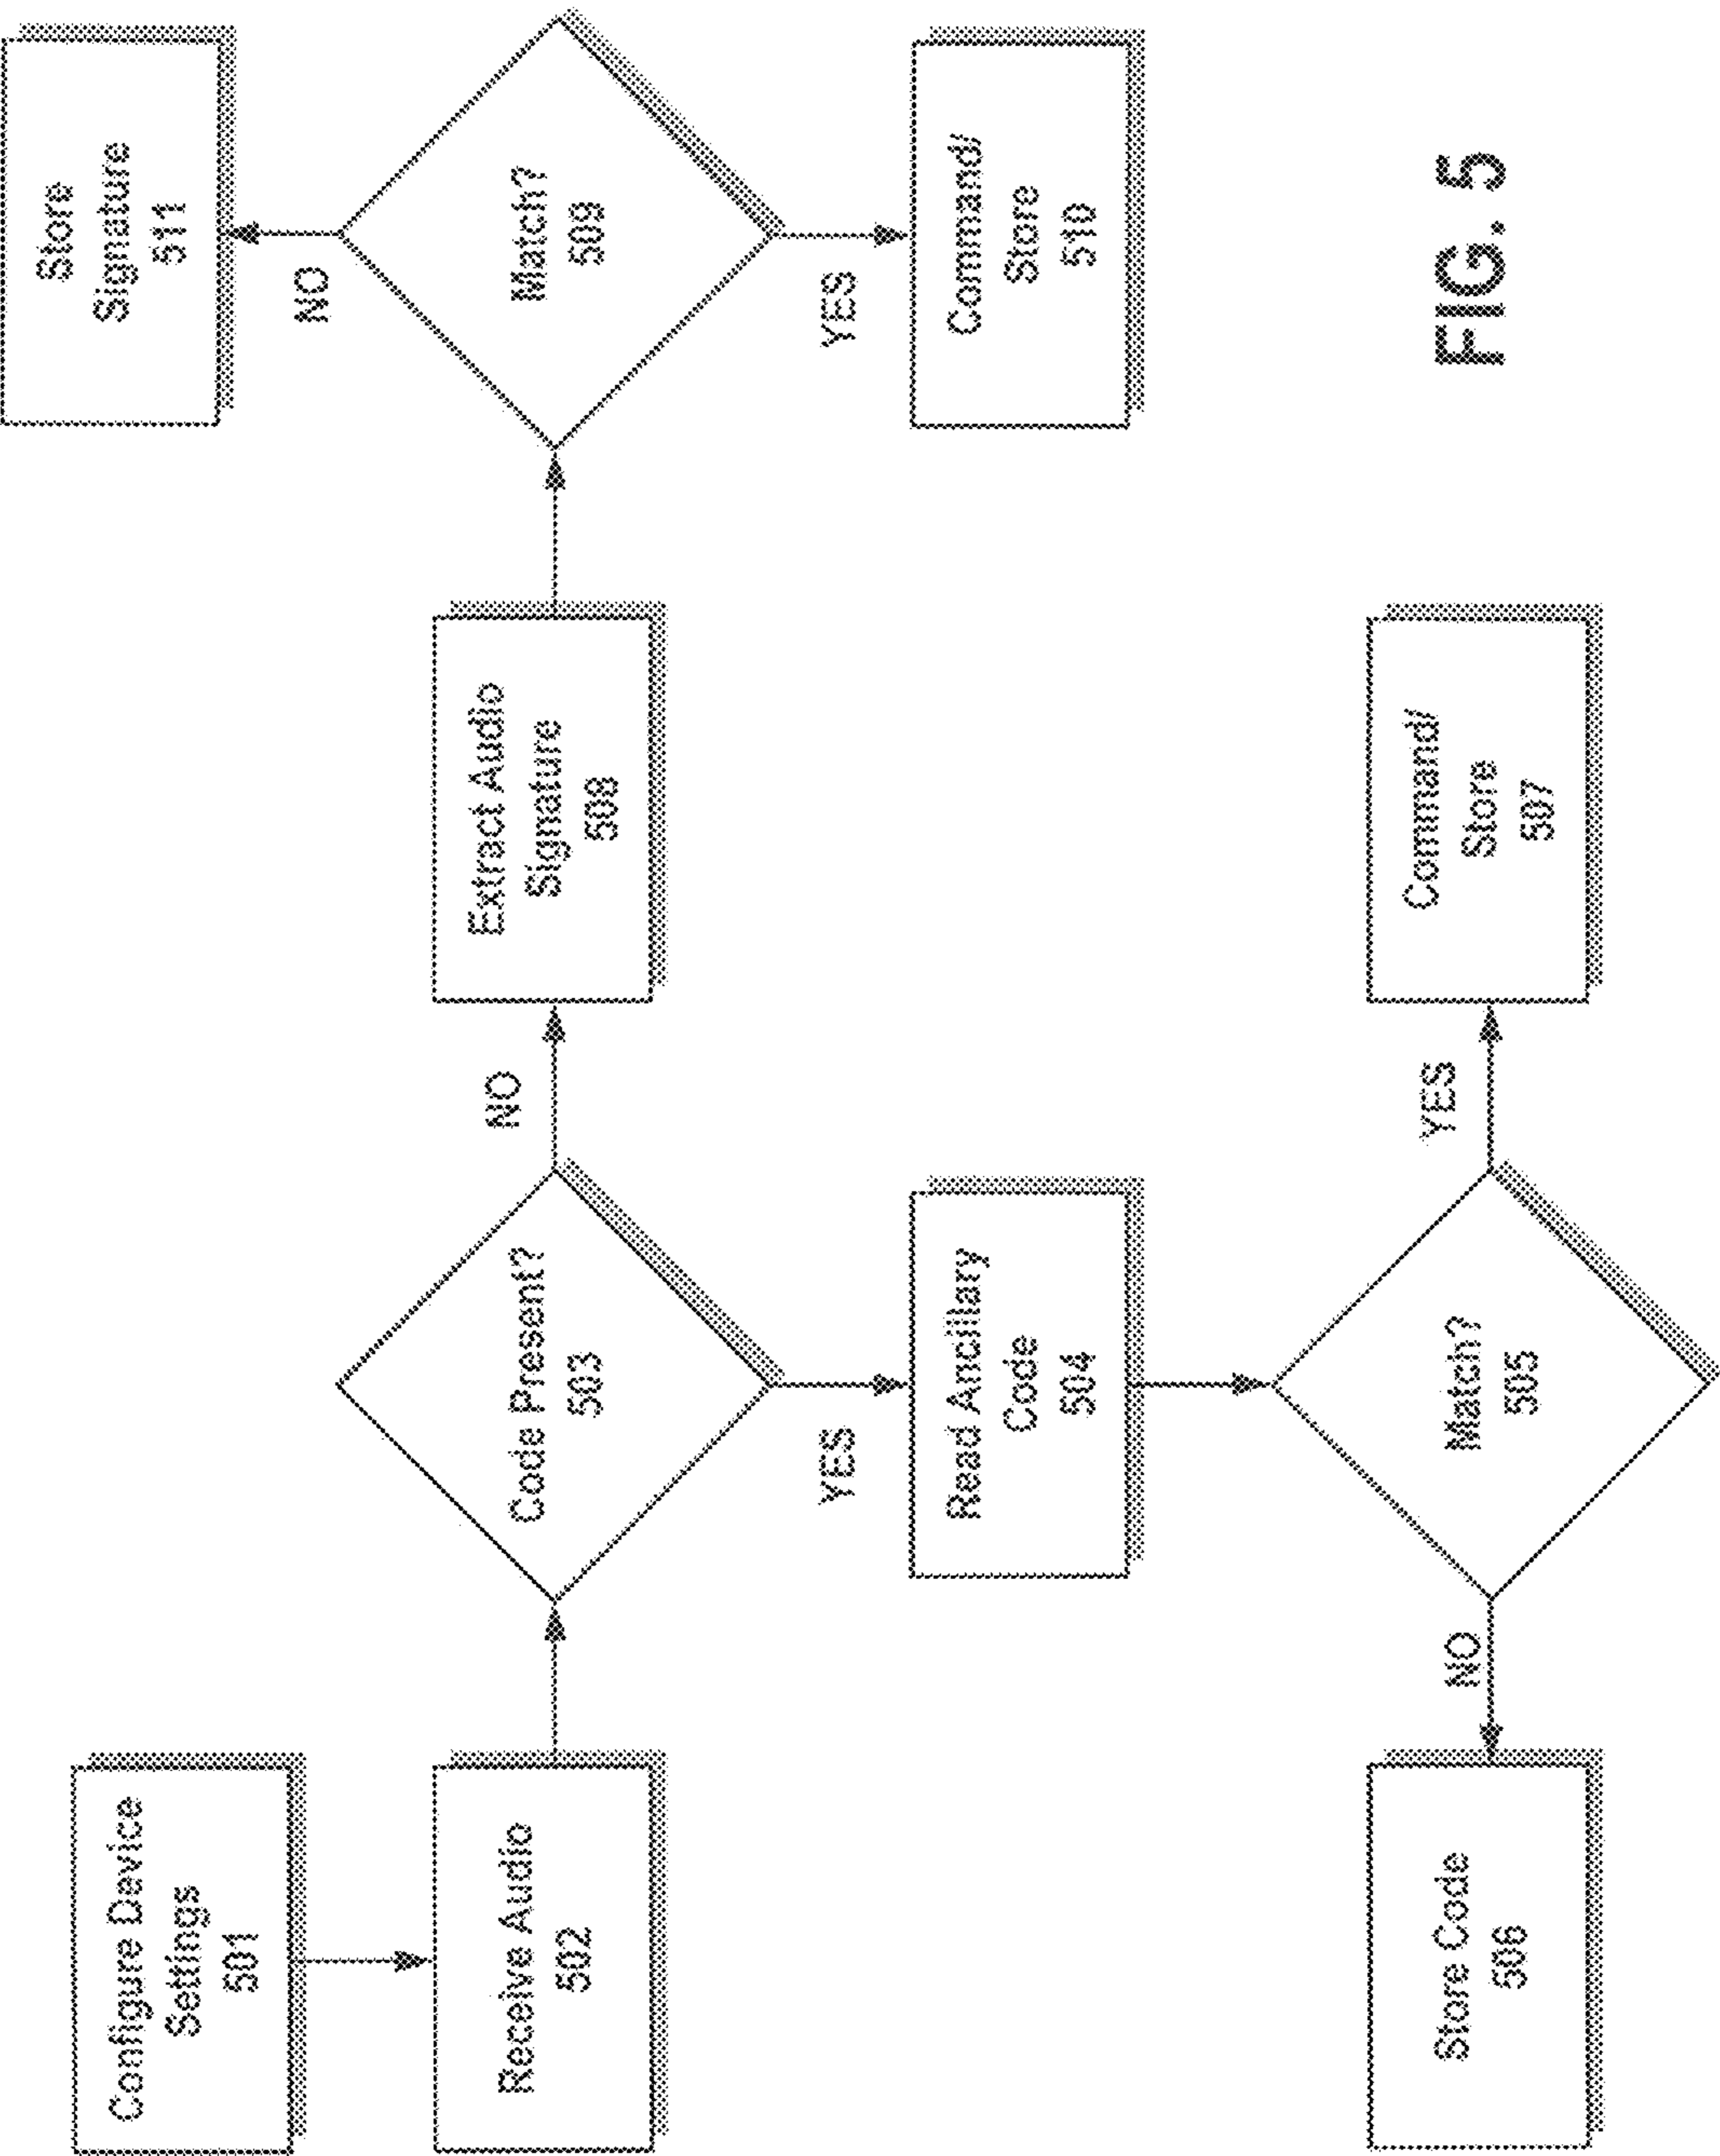 Configure Device
Settings
501
Receive Audio
502
Code Present?
503
NO
YES
Extract Audio
Signature
508
Match?
509
NO
Store
Signature
511
YES
Command/
Store
510
Read Ancillary
Code
504
Match?
505
NO
Store Code
506
YES
Command/
Store
507
FIG. 5